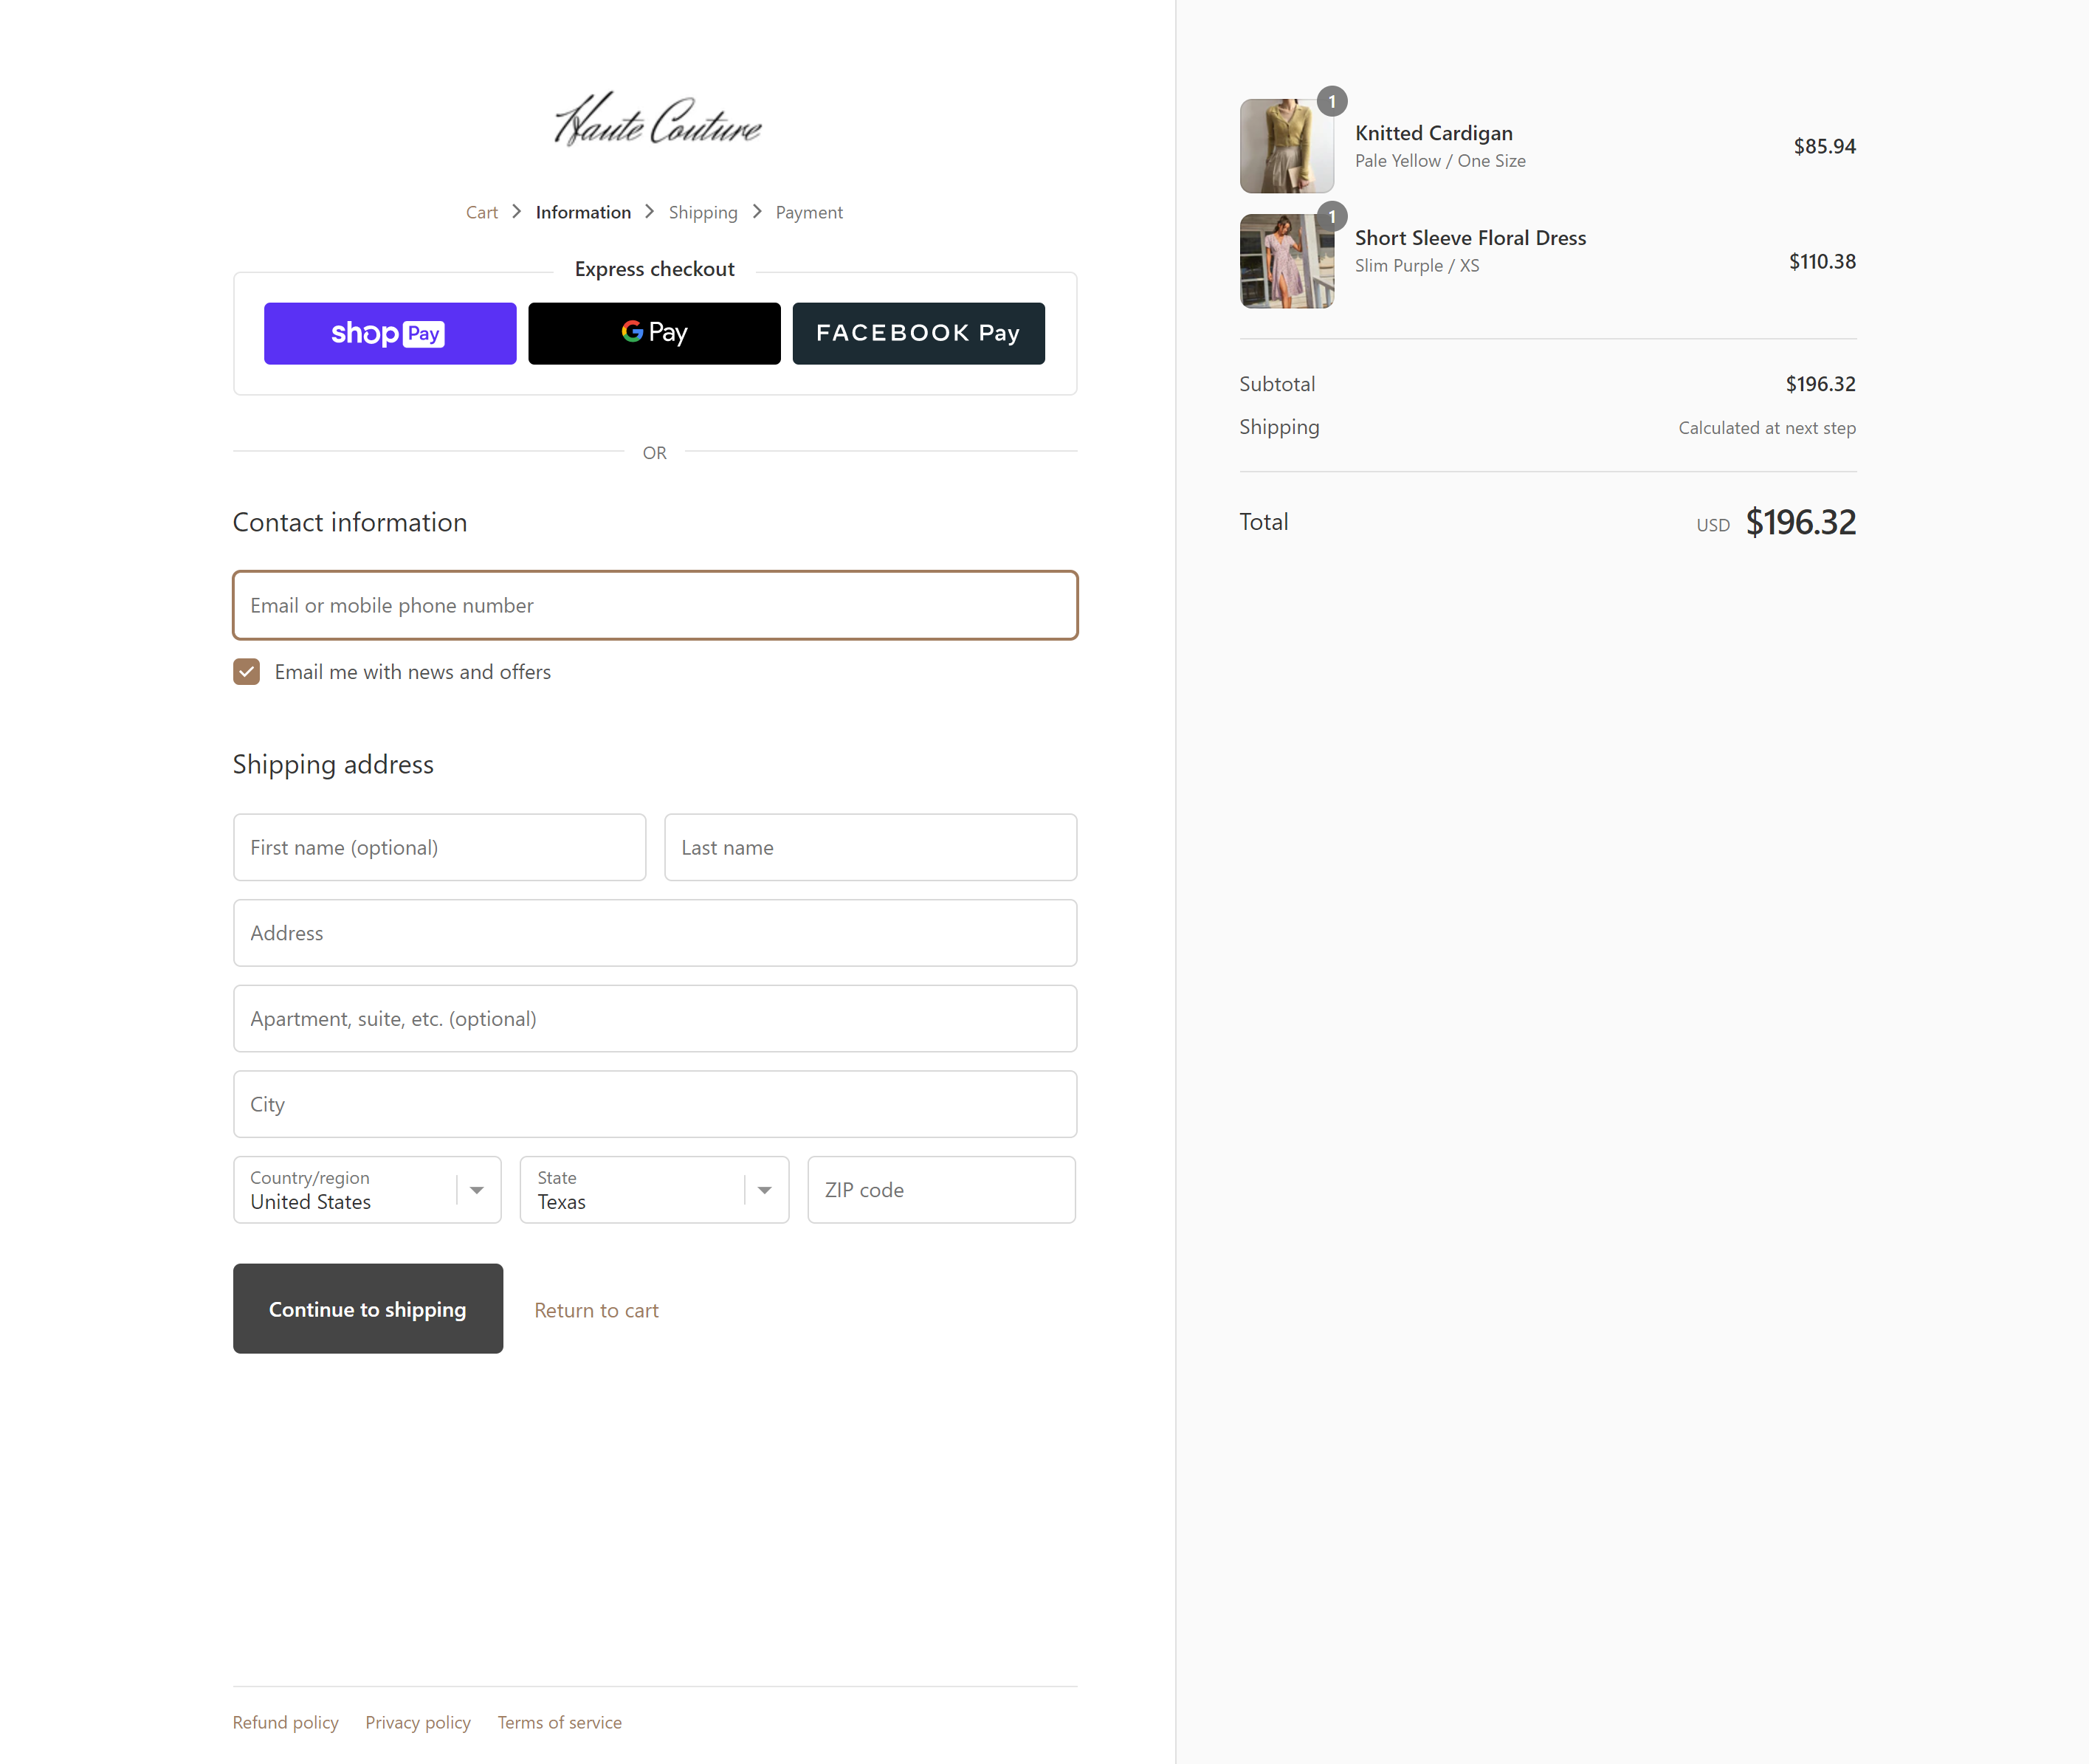 Haute Couture
Cart > Information > Shipping > Payment
Express checkout
shop Pay
G Pay
FACEBOOK Pay
OR
Contact information
Email or mobile phone number
Email me with news and offers
Shipping address
First name (optional)
Last name
Address
Apartment, suite, etc. (optional)
City
Country/region
United States
State
Texas
ZIP code
Continue to shipping
Return to cart
Refund policy
Privacy policy
Terms of service
1
Knitted Cardigan
Pale Yellow / One Size
$85.94
1
Short Sleeve Floral Dress
Slim Purple / XS
$110.38
Subtotal
$196.32
Shipping
Calculated at next step
Total
USD $196.32